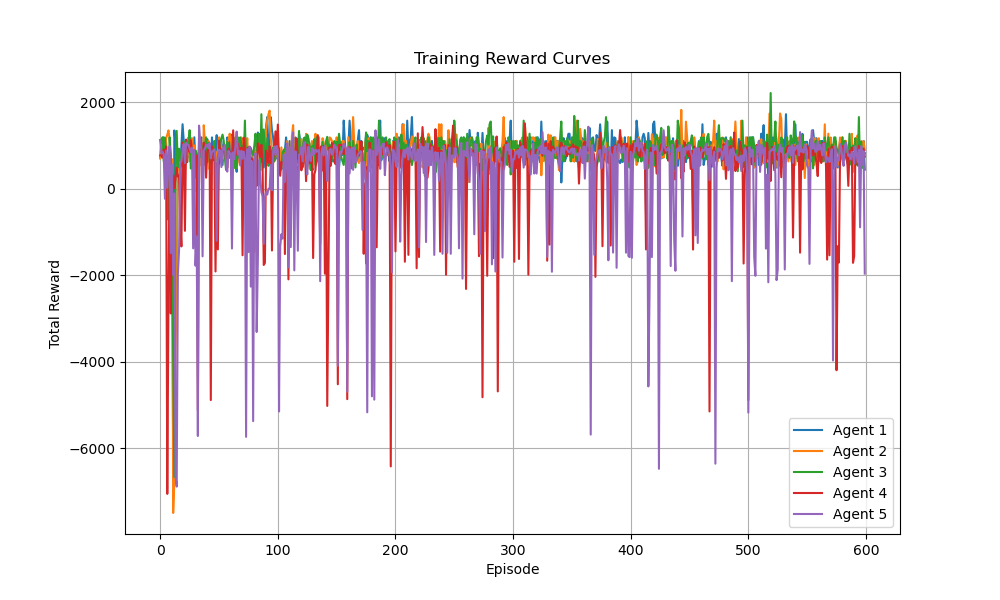 Training Reward Curves
Total Reward
2000
0
−2000
−4000
−6000
0 100 200 300 400 500 600
Episode
Agent 1
Agent 2
Agent 3
Agent 4
Agent 5